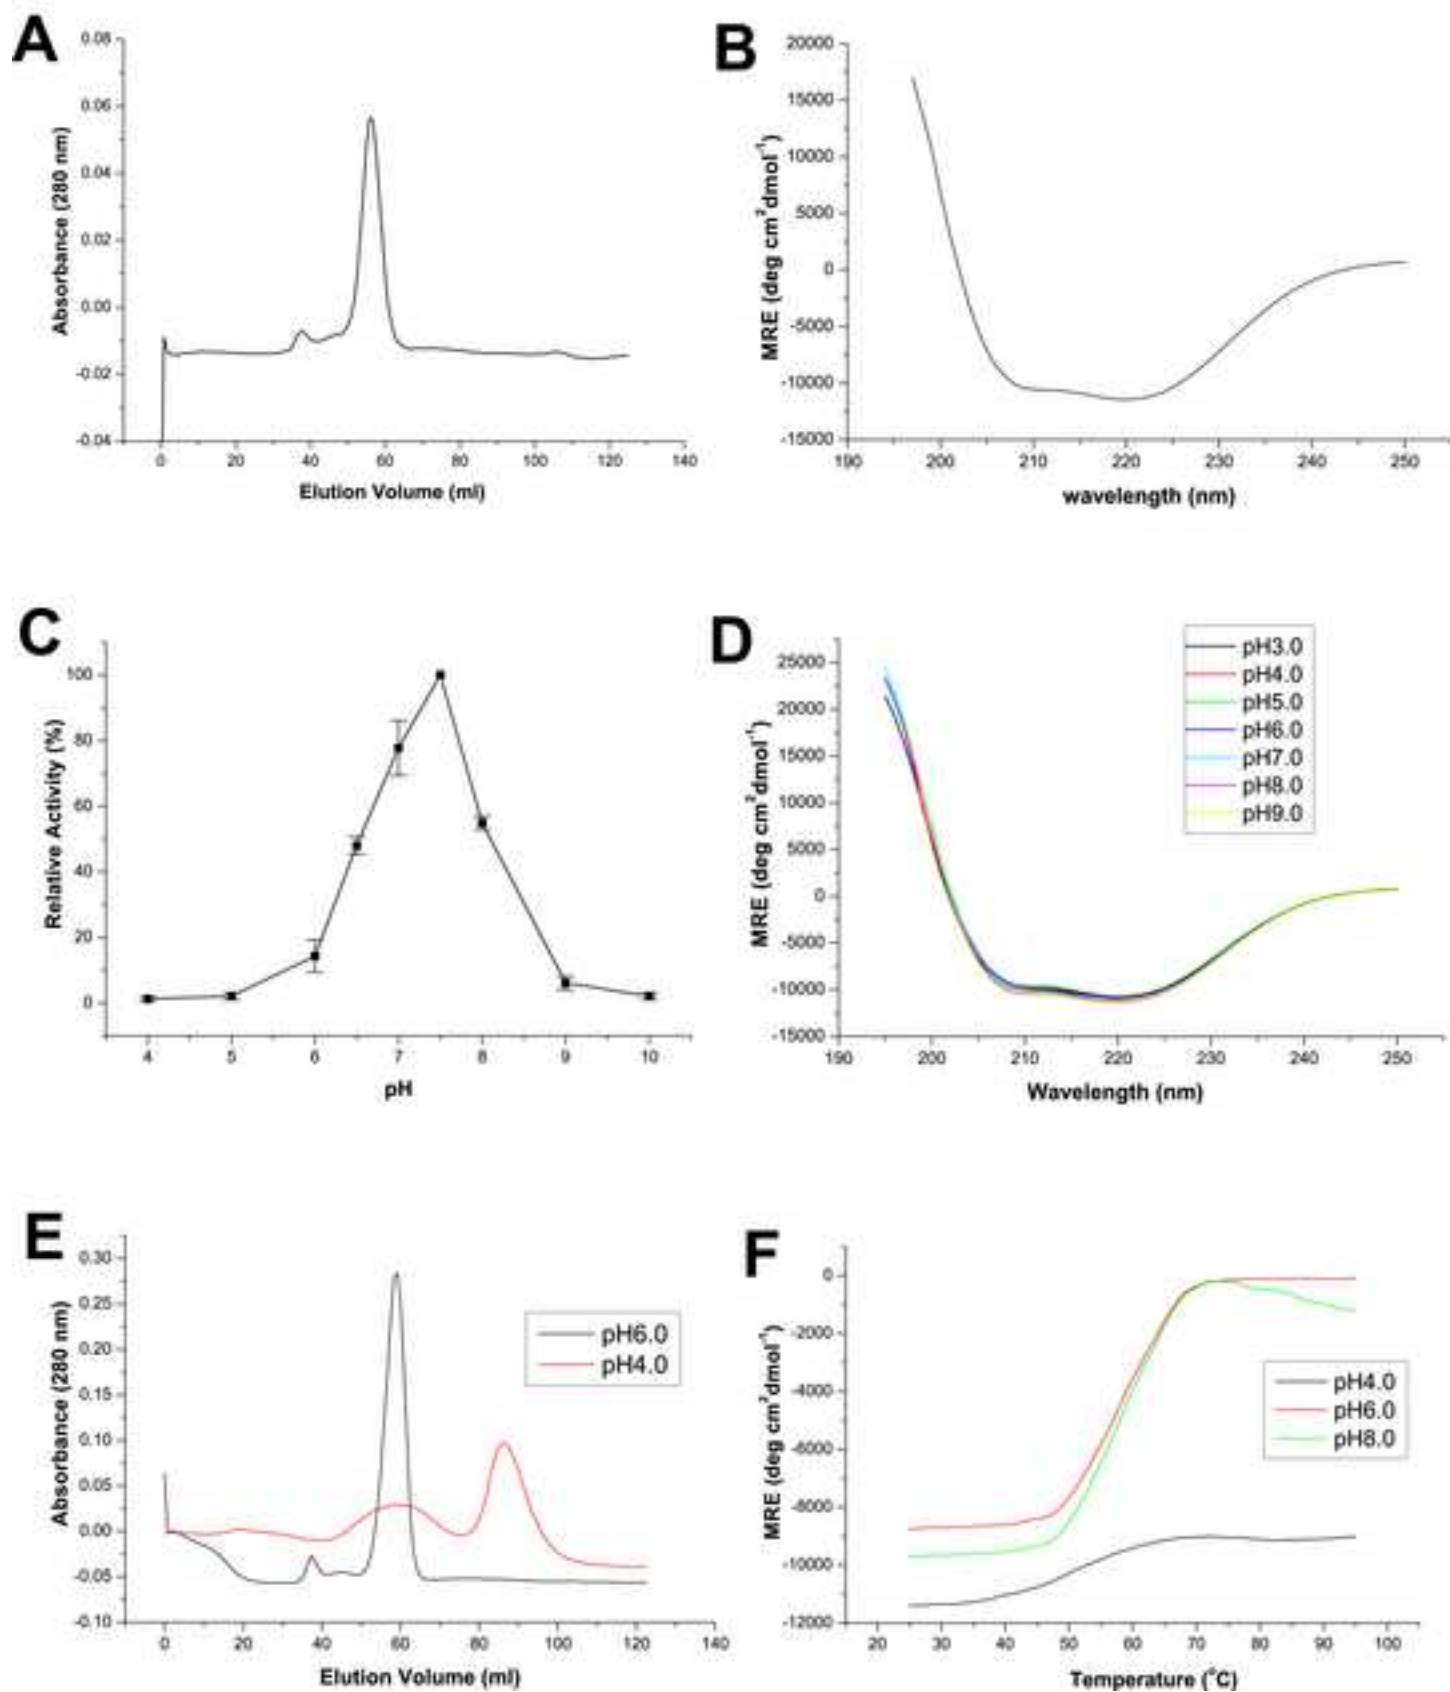 A
0.08
0.06
0.04
0.02
0.00
-0.02
-0.04
Absorbance (280 nm)
0 20 40 60 80 100 120 140
Elution Volume (ml)
B
20000
15000
10000
5000
0
-5000
-10000
-15000
MRE (deg cm²dmol⁻¹)
190 200 210 220 230 240 250
wavelength (nm)
C
100
80
60
40
20
0
Relative Activity (%)
4 5 6 7 8 9 10
pH
D
25000
20000
15000
10000
5000
0
-5000
-10000
-15000
MRE (deg cm²dmol⁻¹)
pH3.0
pH4.0
pH5.0
pH6.0
pH7.0
pH8.0
pH9.0
190 200 210 220 230 240 250
Wavelength (nm)
E
0.30
0.25
0.20
0.15
0.10
0.05
0.00
-0.05
-0.10
Absorbance (280 nm)
pH6.0
pH4.0
0 20 40 60 80 100 120 140
Elution Volume (ml)
F
0
-2000
-4000
-6000
-8000
-10000
-12000
MRE (deg cm²dmol⁻¹)
pH4.0
pH6.0
pH8.0
20 30 40 50 60 70 80 90 100
Temperature (°C)